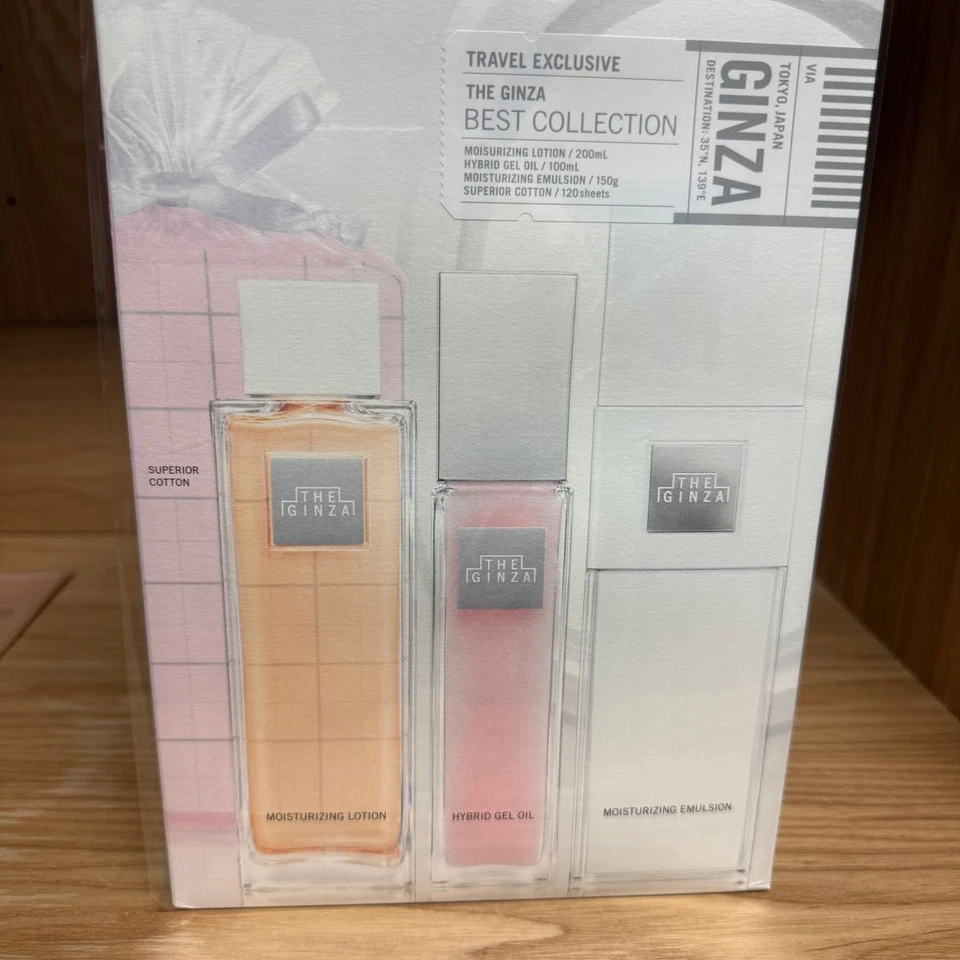 TRAVEL EXCLUSIVE
THE GINZA
BEST COLLECTION
MOISURIZING LOTION / 200mL
HYBRID GEL OIL / 100mL
MOISTURIZING EMULSION / 150g
SUPERIOR COTTON / 120sheets
VIA
TOKYO, JAPAN
GINZA
DESTINATION: 35°N, 139°E
SUPERIOR
COTTON
THE
GINZA
MOISTURIZING LOTION
THE
GINZA
HYBRID GEL OIL
THE
GINZA
MOISTURIZING EMULSION